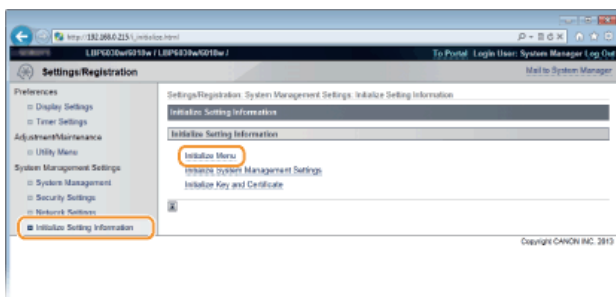 http://192.168.0.215/_initialize.html
LBP6030w/6018w / LBP6030w/6018w /
To Portal Login User: System Manager Log Out
Settings/Registration
Mail to System Manager
Preferences
Display Settings
Timer Settings
Adjustment/Maintenance
Utility Menu
System Management Settings
System Management
Security Settings
Network Settings
Initialize Setting Information
Settings/Registration: System Management Settings: Initialize Setting Information
Initialize Setting Information
Initialize Setting Information
Initialize Menu
Initialize System Management Settings
Initialize Key and Certificate
Copyright CANON INC. 2013